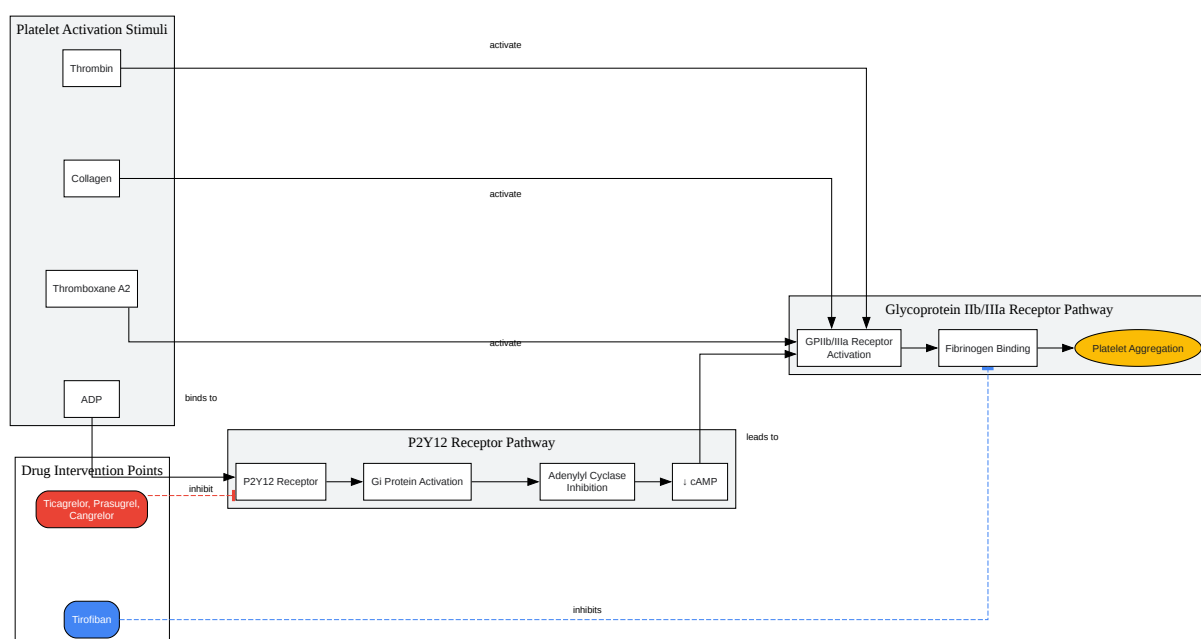 Platelet Activation Stimuli
Thrombin
activate
Collagen
activate
Thromboxane A2
activate
ADP
binds to
Glycoprotein IIb/IIIa Receptor Pathway
GPIIb/IIIa Receptor
Activation
Fibrinogen Binding
Platelet Aggregation
P2Y12 Receptor Pathway
leads to
P2Y12 Receptor
Gi Protein Activation
Adenylyl Cyclase
Inhibition
↓ cAMP
Drug Intervention Points
Ticagrelor, Prasugrel,
Cangrelor
inhibit
Tirofiban
inhibits